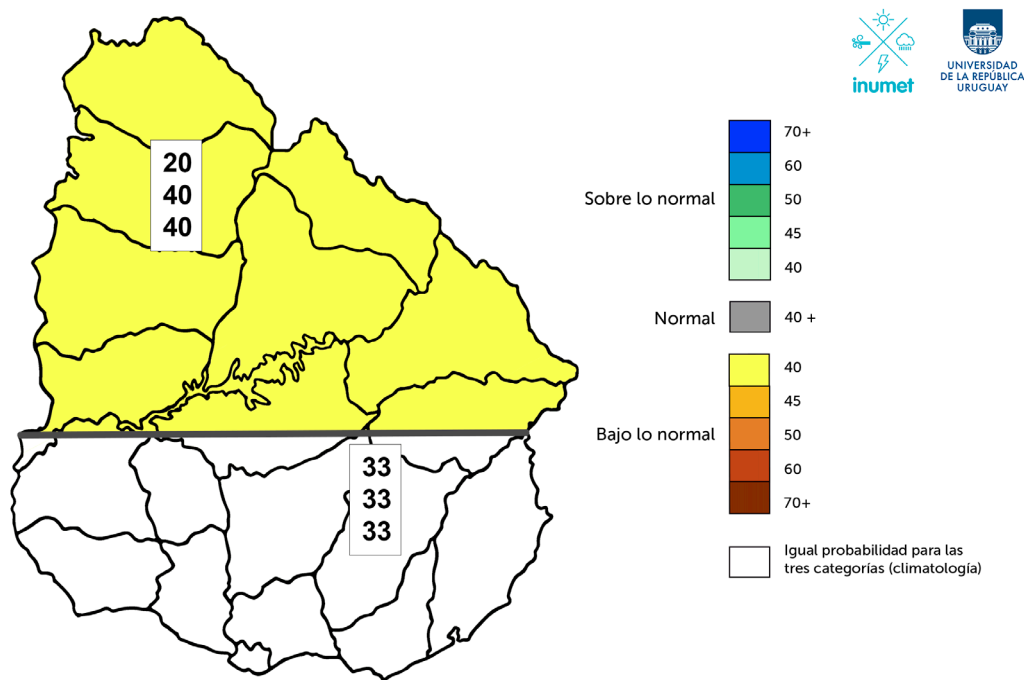 inumet
UNIVERSIDAD
DE LA REPÚBLICA
URUGUAY
20
40
40
33
33
33
Sobre lo normal
70+
60
50
45
40
Normal
40 +
Bajo lo normal
40
45
50
60
70+
Igual probabilidad para las
tres categorías (climatología)